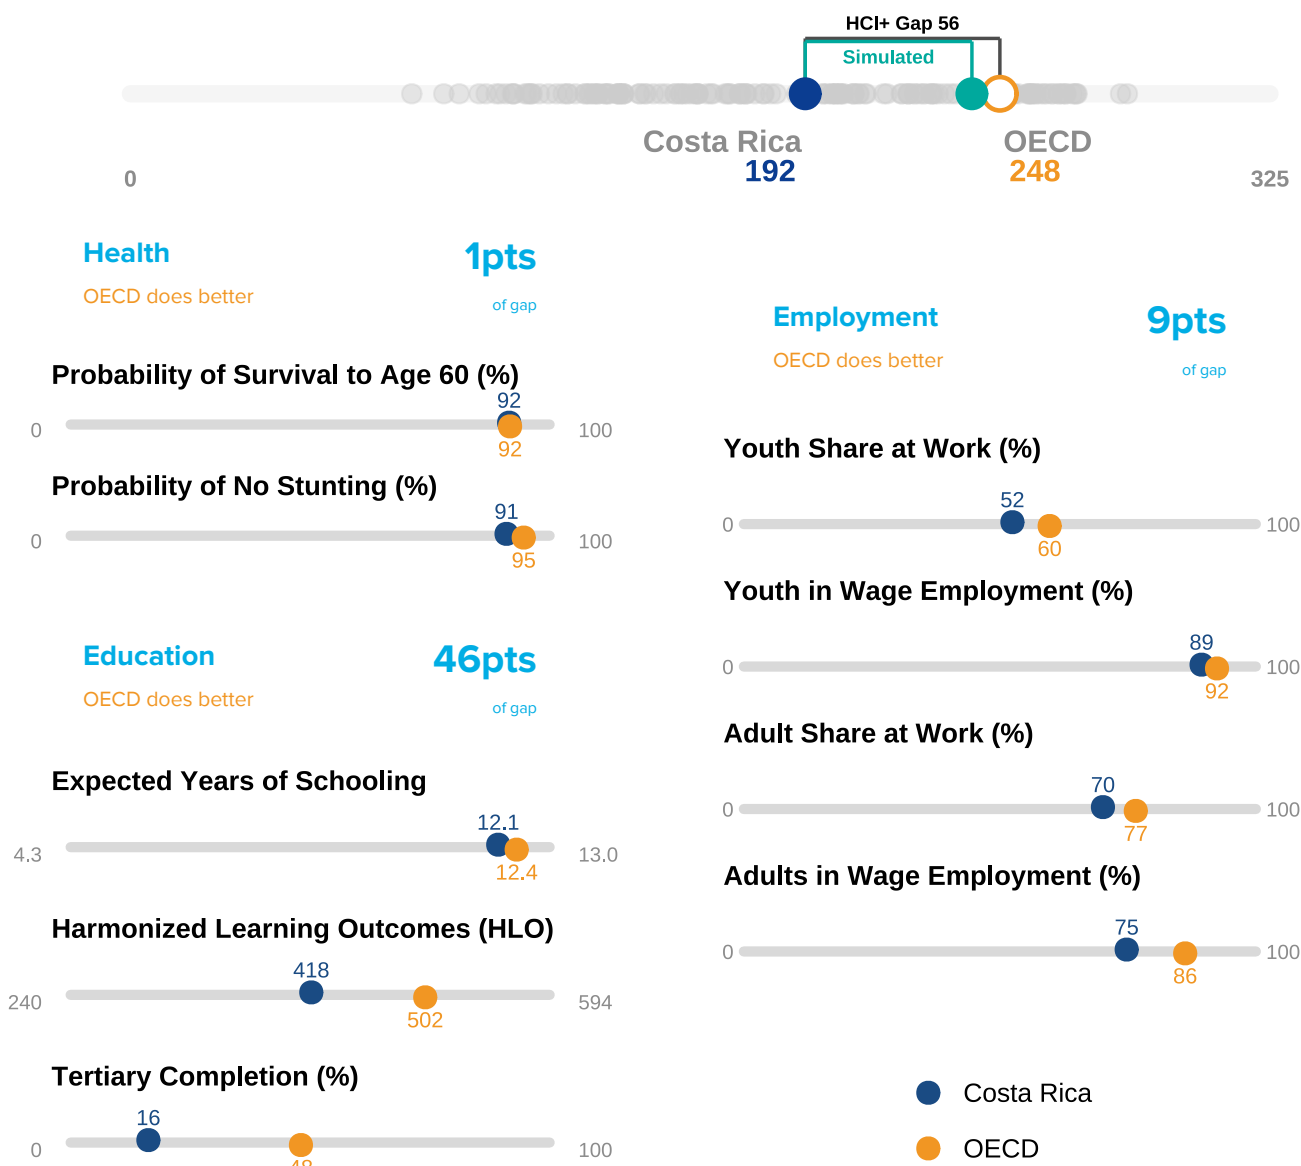 HCI+ Gap 56
Simulated
Costa Rica
192
OECD
248
0
325
Health
1pts
OECD does better
of gap
Probability of Survival to Age 60 (%)
92
0
100
92
Probability of No Stunting (%)
91
0
100
95
Education
46pts
OECD does better
of gap
Expected Years of Schooling
12.1
4.3
13.0
12.4
Harmonized Learning Outcomes (HLO)
418
240
594
502
Tertiary Completion (%)
16
0
100
48
Employment
9pts
OECD does better
of gap
Youth Share at Work (%)
52
0
100
60
Youth in Wage Employment (%)
89
0
100
92
Adult Share at Work (%)
70
0
100
77
Adults in Wage Employment (%)
75
0
100
86
Costa Rica
OECD